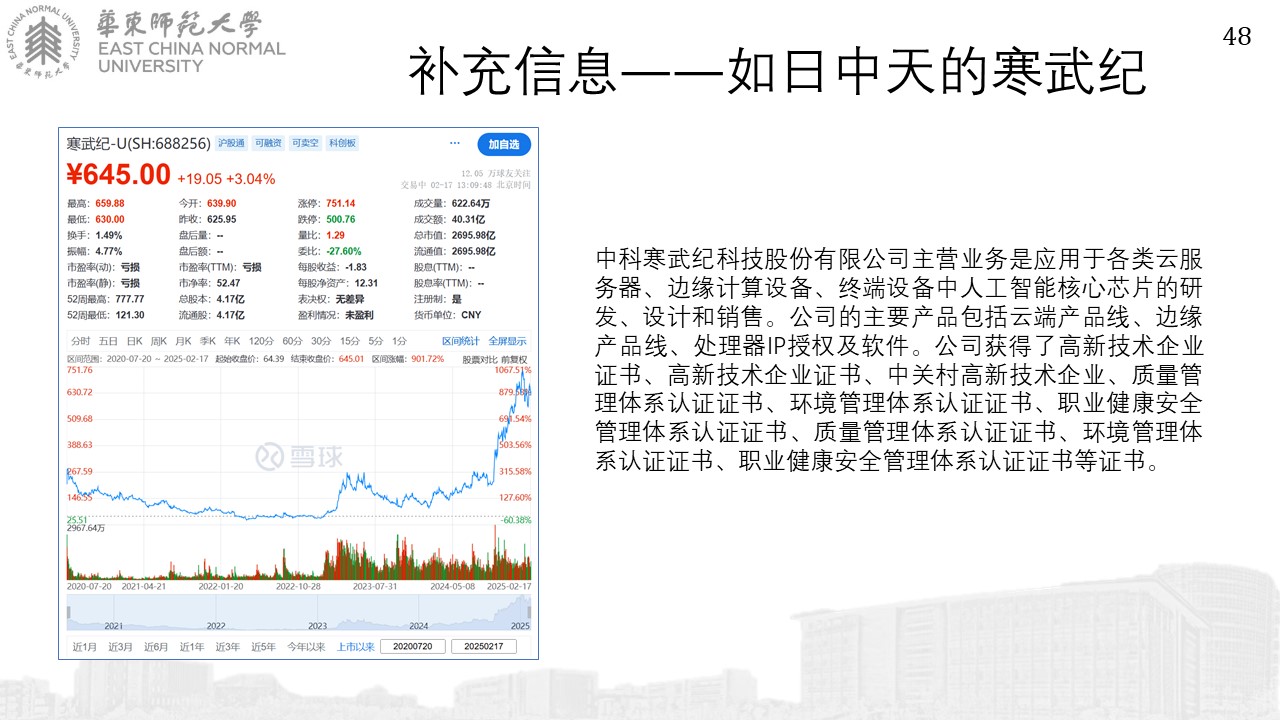 EAST CHINA NORMAL UNIVERSITY
華東師范大學
華東師范大學
EAST CHINA NORMAL
UNIVERSITY
48
补充信息——如日中天的寒武纪
寒武纪-U(SH:688256) 沪股通 可融资 可卖空 科创板 ··· 加自选
¥645.00 +19.05 +3.04%
12.05 万球友关注
交易中 02-17 13:09:48 北京时间
最高：659.88 今开：639.90 涨停：751.14 成交量：622.64万
最低：630.00 昨收：625.95 跌停：500.76 成交额：40.31亿
换手：1.49% 盘后量：-- 量比：1.29 总市值：2695.98亿
振幅：4.77% 盘后额：-- 委比：-27.60% 流通值：2695.98亿
市盈率(动)：亏损 市盈率(TTM)：亏损 每股收益：-1.83 股息(TTM)：--
市盈率(静)：亏损 市净率：52.47 每股净资产：12.31 股息率(TTM)：--
52周最高：777.77 总股本：4.17亿 表决权：无差异 注册制：是
52周最低：121.30 流通股：4.17亿 盈利情况：未盈利 货币单位：CNY
分时 五日 日K 周K 月K 季K 年K 120分 60分 30分 15分 5分 1分 区间统计 全屏显示
区间范围：2020-07-20 ~ 2025-02-17 起始收盘价：64.39 结束收盘价：645.01 区间涨幅：901.72% 股票对比 前复权
751.76 1067.51%
630.72 879.53%
509.68 691.54%
388.63 503.56%
雪球
267.59 315.58%
146.55 127.60%
25.51 -60.38%
2967.64万
2020-07-20 2021-04-21 2022-01-20 2022-10-28 2023-07-31 2024-05-08 2025-02-17
2021 2022 2023 2024 2025
近1月 近3月 近6月 近1年 近3年 近5年 今年以来 上市以来 20200720 20250217
中科寒武纪科技股份有限公司主营业务是应用于各类云服
务器、边缘计算设备、终端设备中人工智能核心芯片的研
发、设计和销售。公司的主要产品包括云端产品线、边缘
产品线、处理器IP授权及软件。公司获得了高新技术企业
证书、高新技术企业证书、中关村高新技术企业、质量管
理体系认证证书、环境管理体系认证证书、职业健康安全
管理体系认证证书、质量管理体系认证证书、环境管理体
系认证证书、职业健康安全管理体系认证证书等证书。